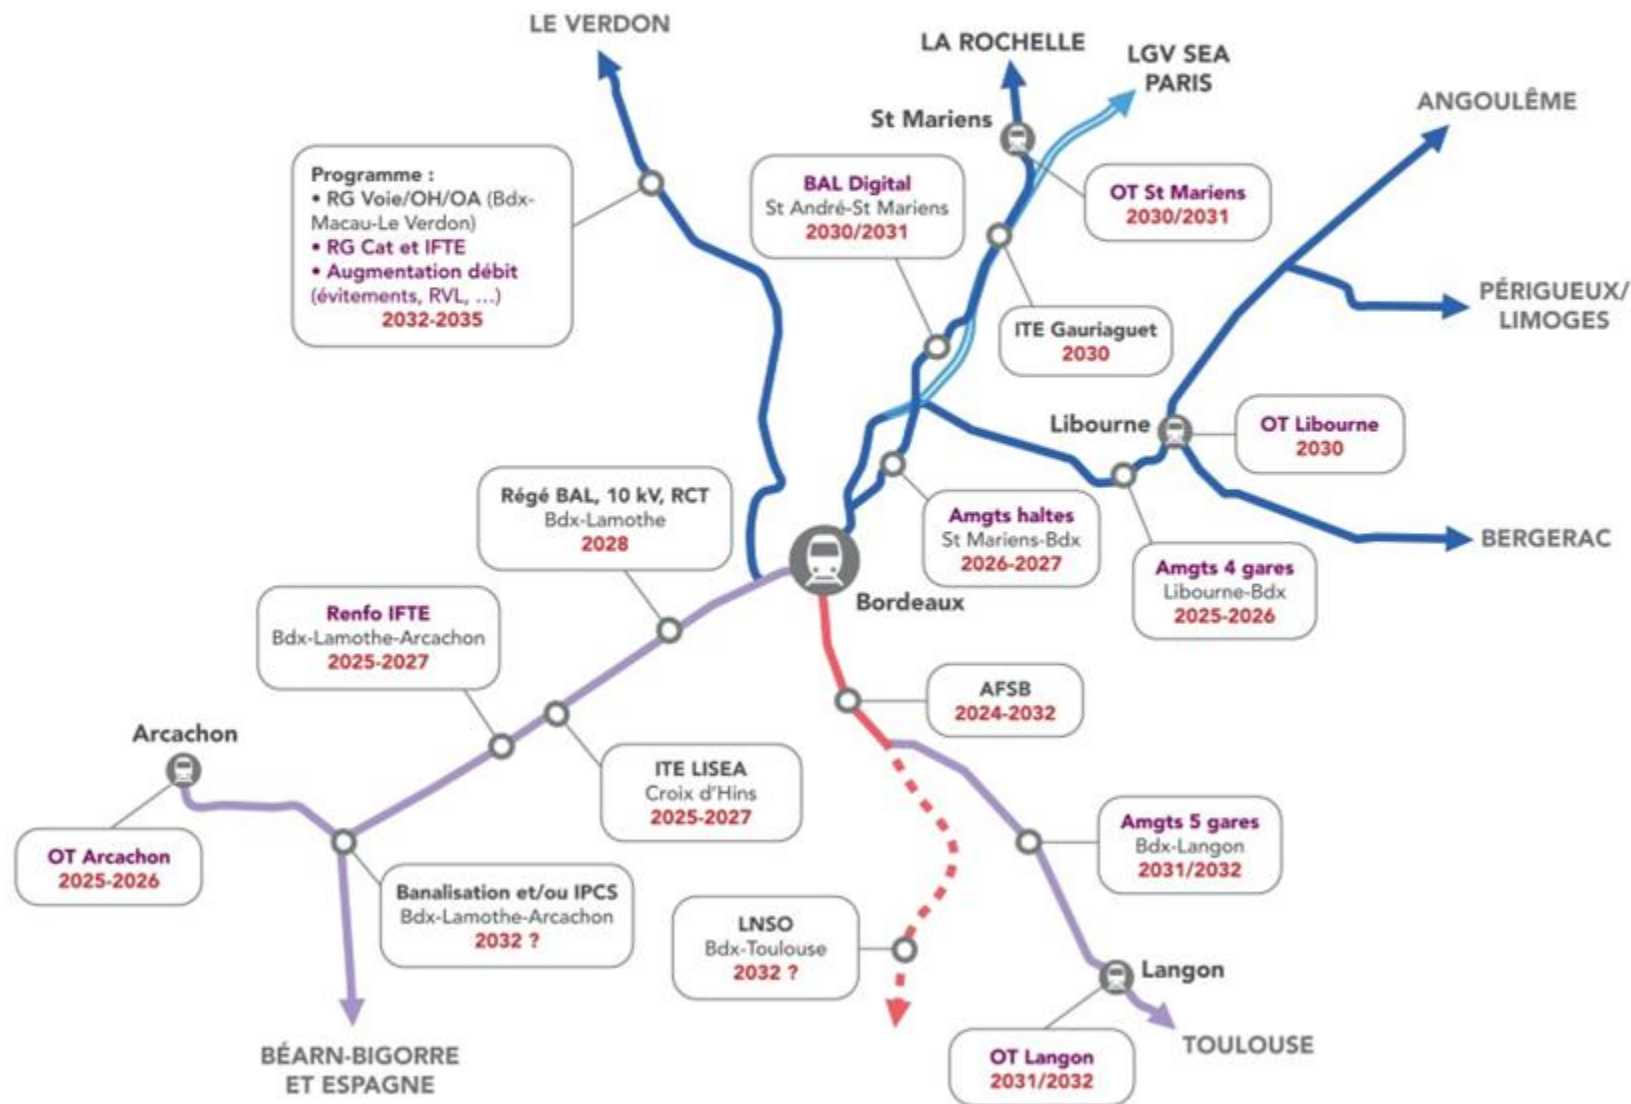 LE VERDON
LA ROCHELLE
LGV SEA
PARIS
ANGOULÊME
St Mariens
Programme :
• RG Voie/OH/OA (Bdx-
Macau-Le Verdon)
• RG Cat et IFTE
• Augmentation débit
(évitements, RVL, ...)
2032-2035
BAL Digital
St André-St Mariens
2030/2031
OT St Mariens
2030/2031
PÉRIGUEUX/
LIMOGES
ITE Gauriaguet
2030
Libourne
OT Libourne
2030
Régé BAL, 10 kV, RCT
Bdx-Lamothe
2028
Amgts haltes
St Mariens-Bdx
2026-2027
BERGERAC
Amgts 4 gares
Libourne-Bdx
2025-2026
Bordeaux
Renfo IFTE
Bdx-Lamothe-Arcachon
2025-2027
AFSB
2024-2032
Arcachon
ITE LISEA
Croix d'Hins
2025-2027
Amgts 5 gares
Bdx-Langon
2031/2032
OT Arcachon
2025-2026
Banalisation et/ou IPCS
Bdx-Lamothe-Arcachon
2032 ?
LNSO
Bdx-Toulouse
2032 ?
Langon
BÉARN-BIGORRE
ET ESPAGNE
OT Langon
2031/2032
TOULOUSE